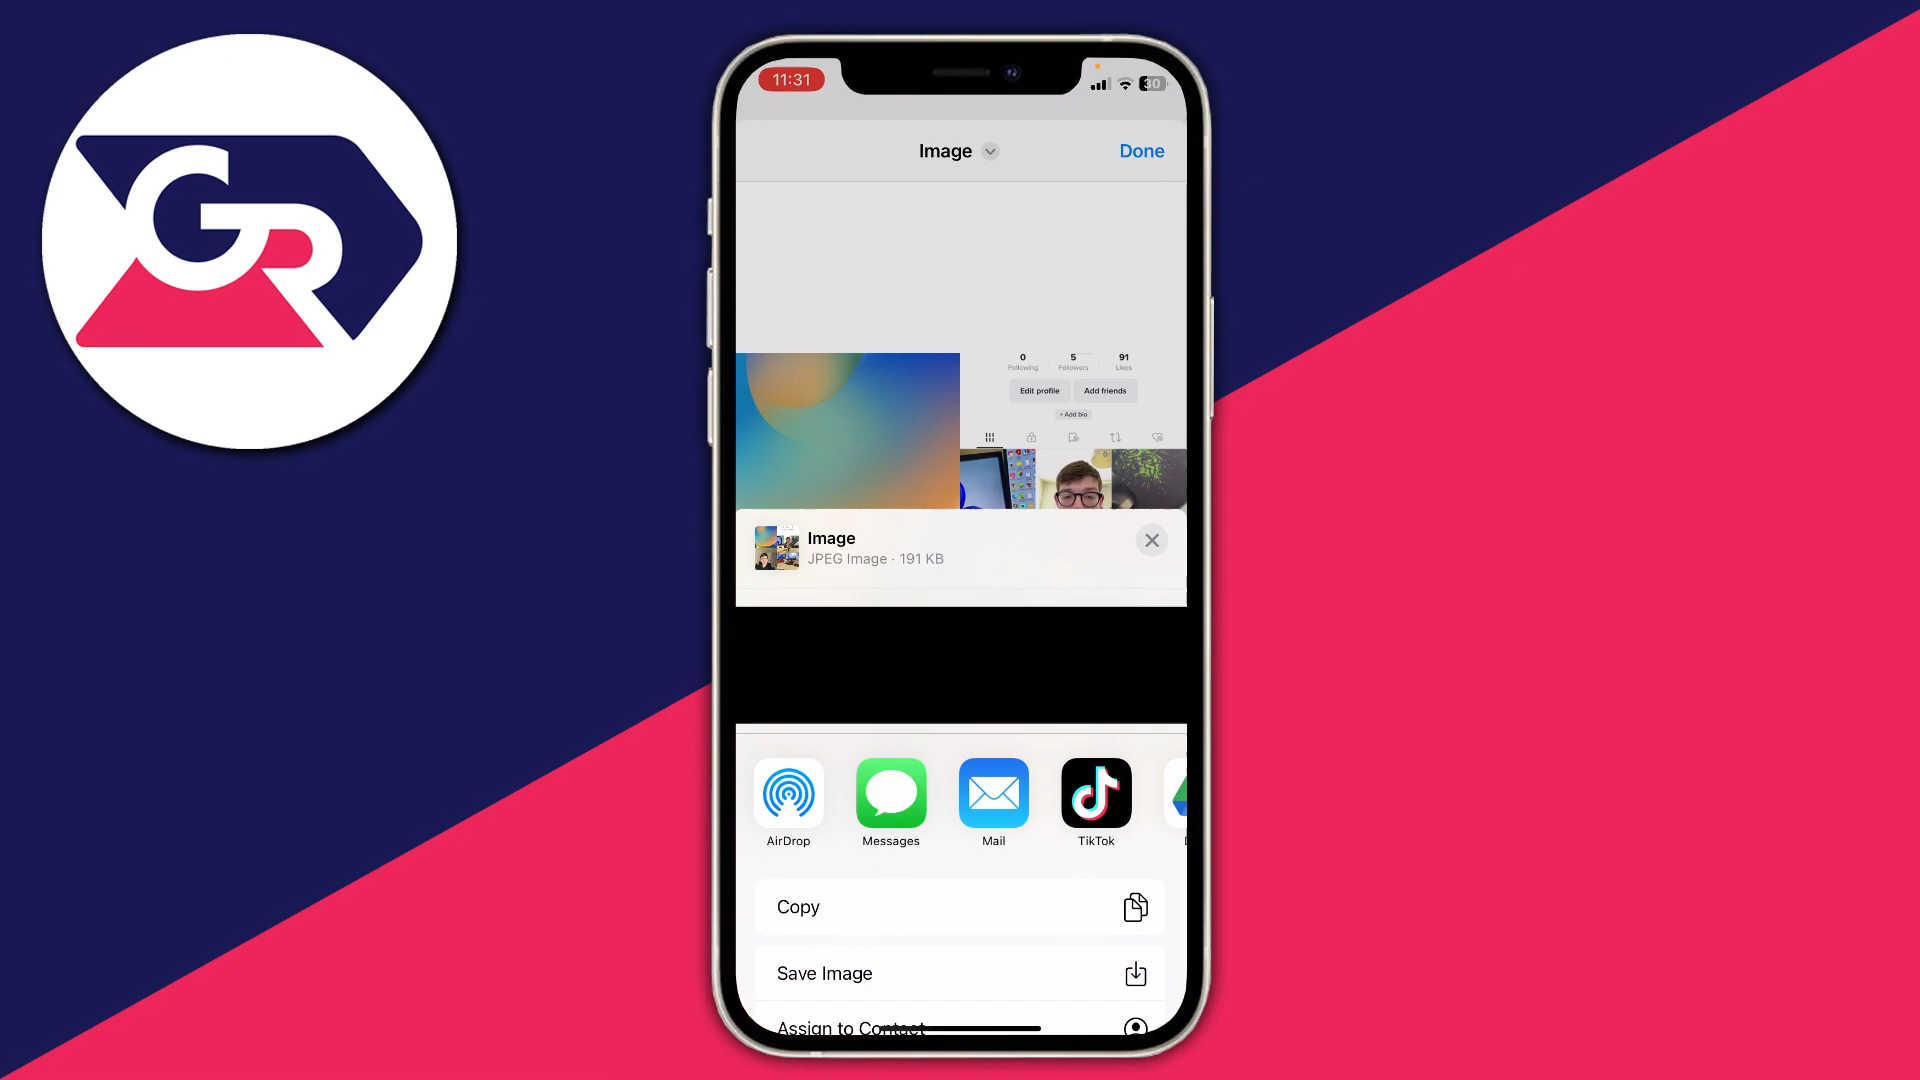 GR
11:31
30
Image
Done
0
5
91
Following
Followers
Likes
Edit profile
Add friends
+ Add bio
Image
JPEG Image · 191 KB
AirDrop
Messages
Mail
TikTok
Copy
Save Image
Assign to Contact